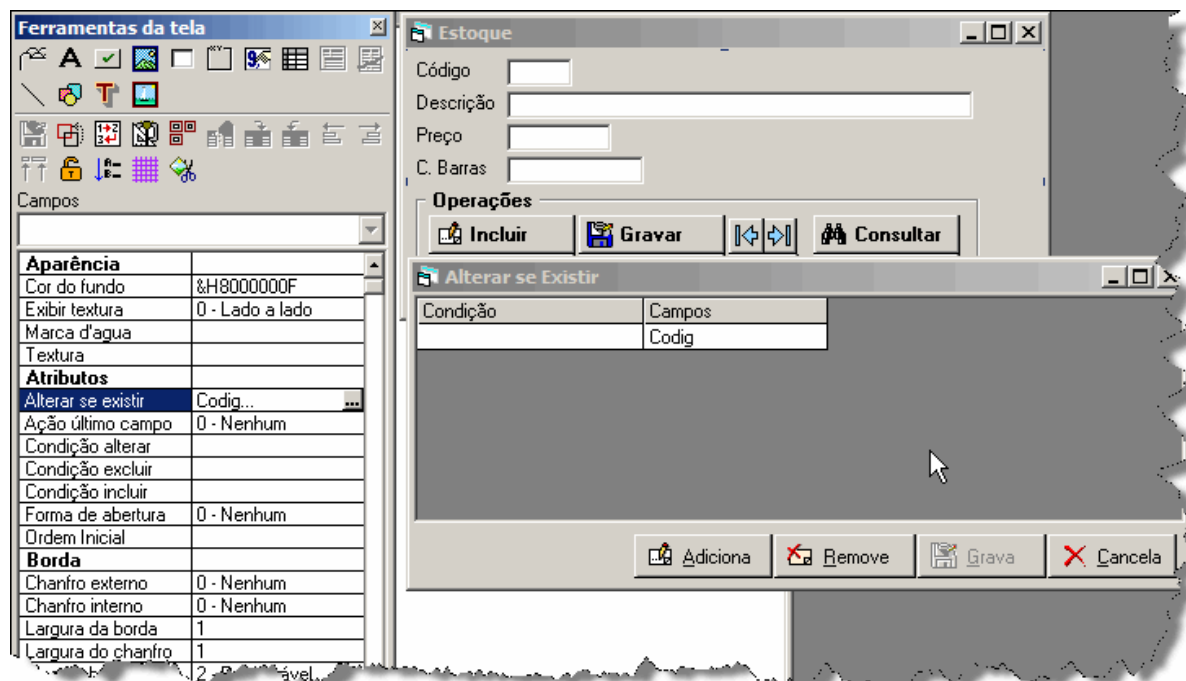 Ferramentas da tela
Campos
Aparência
Cor do fundo &H8000000F
Exibir textura 0 - Lado a lado
Marca d'agua
Textura
Atributos
Alterar se existir Codig... ...
Ação último campo 0 - Nenhum
Condição alterar
Condição excluir
Condição incluir
Forma de abertura 0 - Nenhum
Ordem Inicial
Borda
Chanfro externo 0 - Nenhum
Chanfro interno 0 - Nenhum
Largura da borda 1
Largura do chanfro 1
Estoque
Código
Descrição
Preço
C. Barras
Operações
Incluir Gravar Consultar
Alterar se Existir
Condição Campos
Codig
Adiciona Remove Grava Cancela